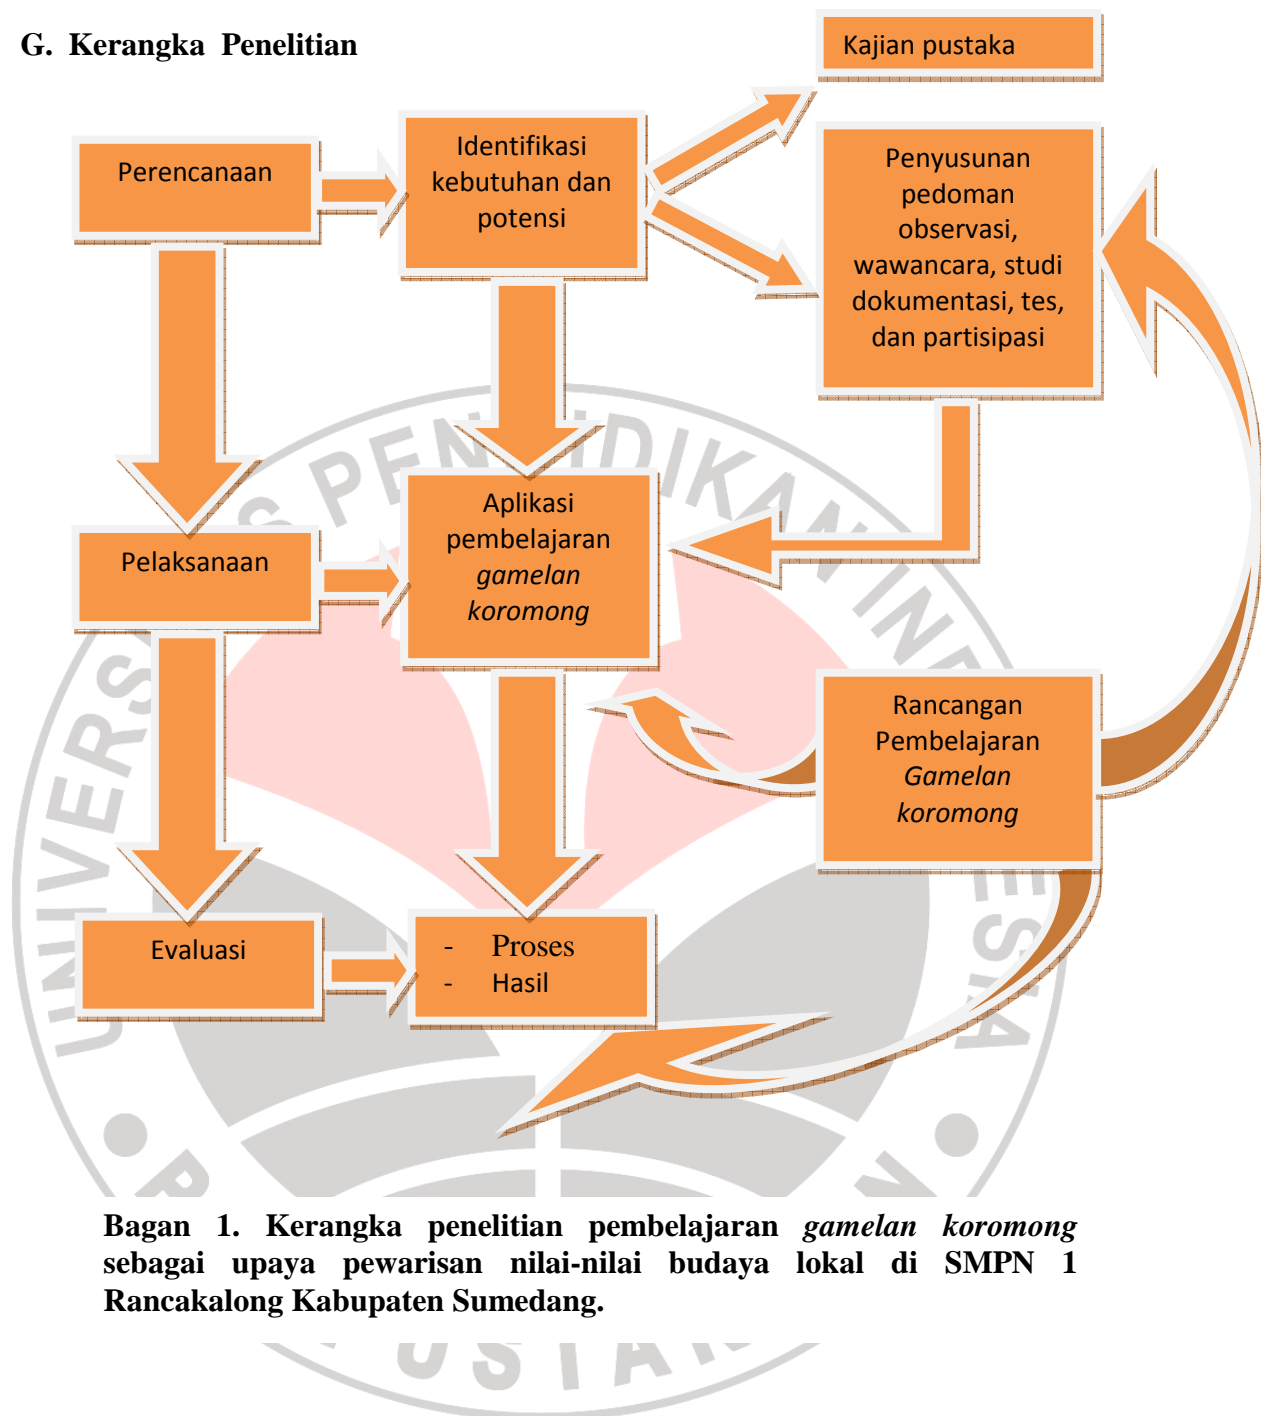 G. Kerangka Penelitian
Kajian pustaka
Perencanaan
Identifikasi
kebutuhan dan
potensi
Penyusunan
pedoman
observasi,
wawancara, studi
dokumentasi, tes,
dan partisipasi
Pelaksanaan
Aplikasi
pembelajaran
gamelan
koromong
Rancangan
Pembelajaran
Gamelan
koromong
Evaluasi
- Proses
- Hasil
Bagan 1. Kerangka penelitian pembelajaran gamelan koromong
sebagai upaya pewarisan nilai-nilai budaya lokal di SMPN 1
Rancakalong Kabupaten Sumedang.